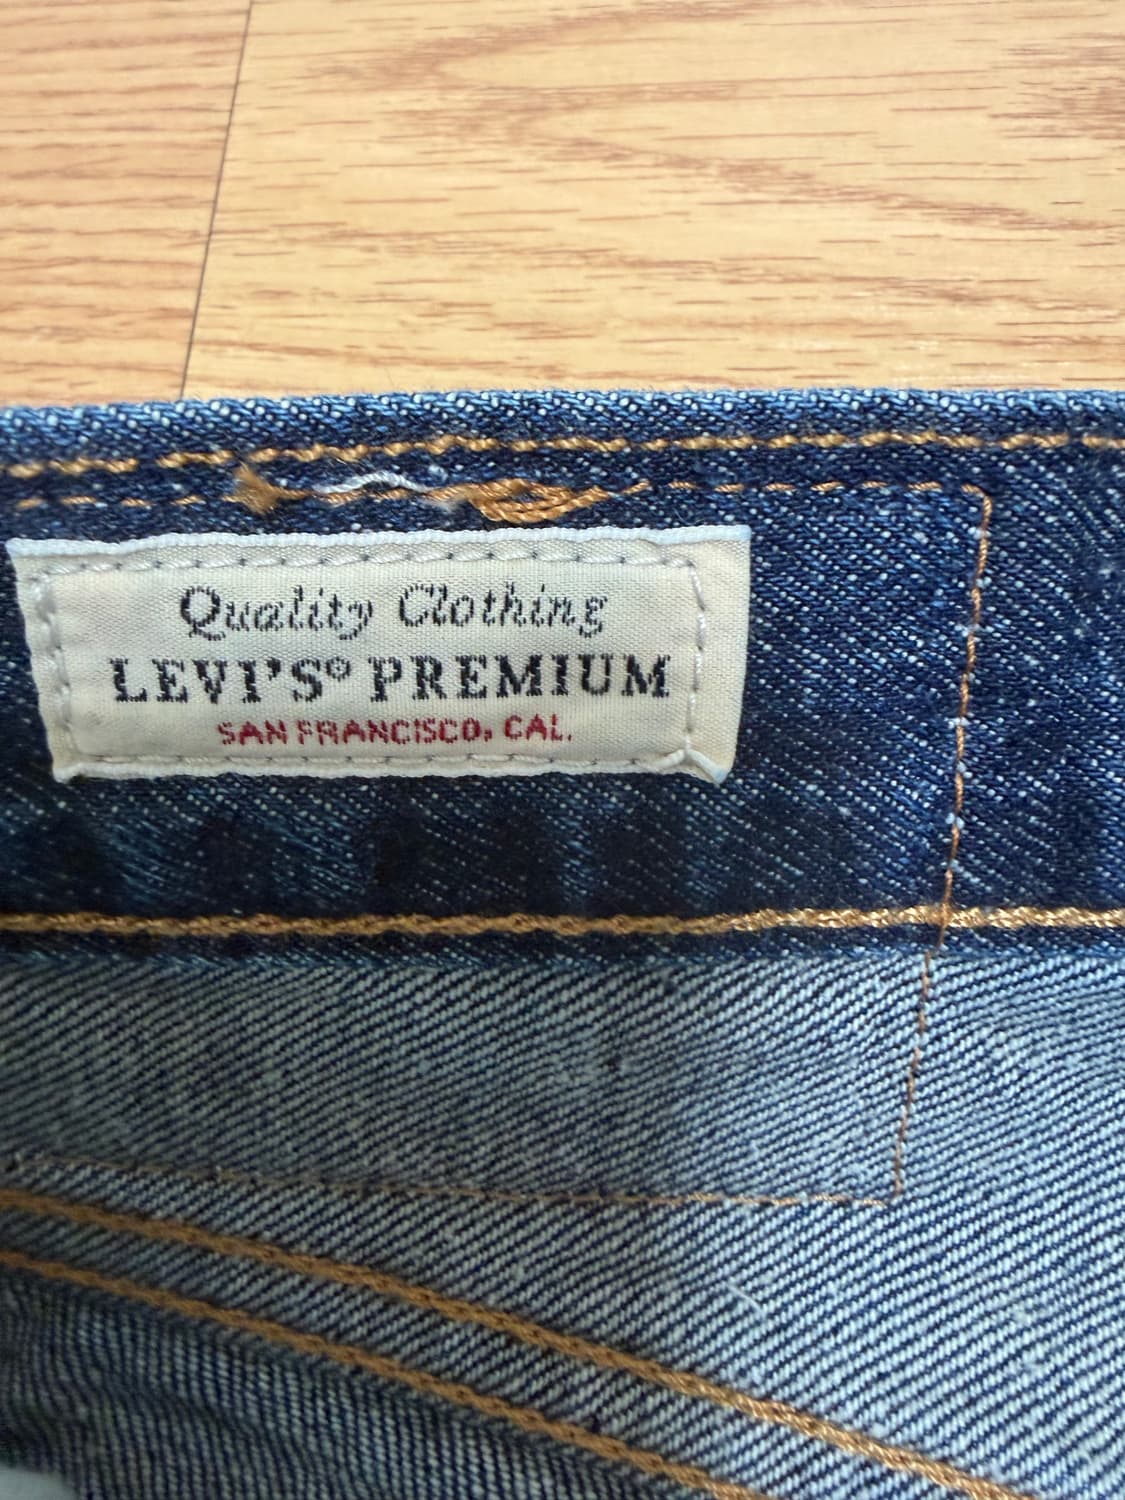 Quality Clothing
LEVI'S® PREMIUM
SAN FRANCISCO, CAL.